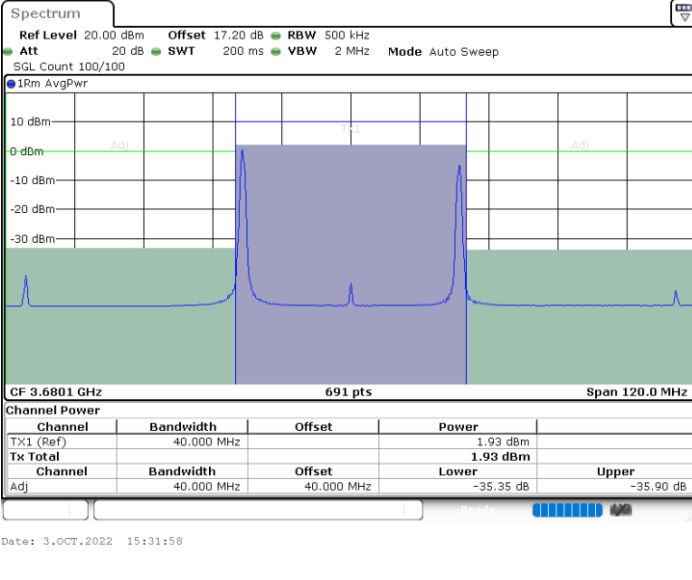 Spectrum
Ref Level 20.00 dBm Offset 17.20 dB RBW 500 kHz
Att 20 dB SWT 200 ms VBW 2 MHz Mode Auto Sweep
SGL Count 100/100
1Rm AvgPwr
10 dBm
TX1
Adj Adj
0 dBm
-10 dBm
-20 dBm
-30 dBm
CF 3.6801 GHz 691 pts Span 120.0 MHz
Channel Power
Channel Bandwidth Offset Power
TX1 (Ref) 40.000 MHz 1.93 dBm
Tx Total 1.93 dBm
Channel Bandwidth Offset Lower Upper
Adj 40.000 MHz 40.000 MHz -35.35 dB -35.90 dB
Ready
Date: 3.OCT.2022 15:31:58